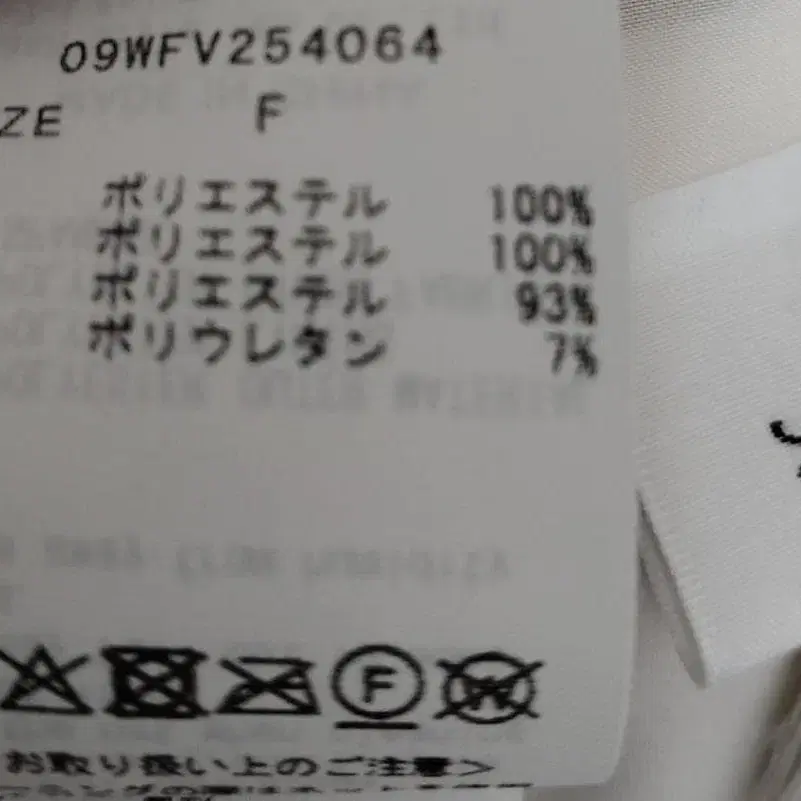 09WFV254064
ZE F
ポリエステル 100%
ポリエステル 100%
ポリエステル 93%
ポリウレタン 7%
F W
お取り扱い上のご注意>